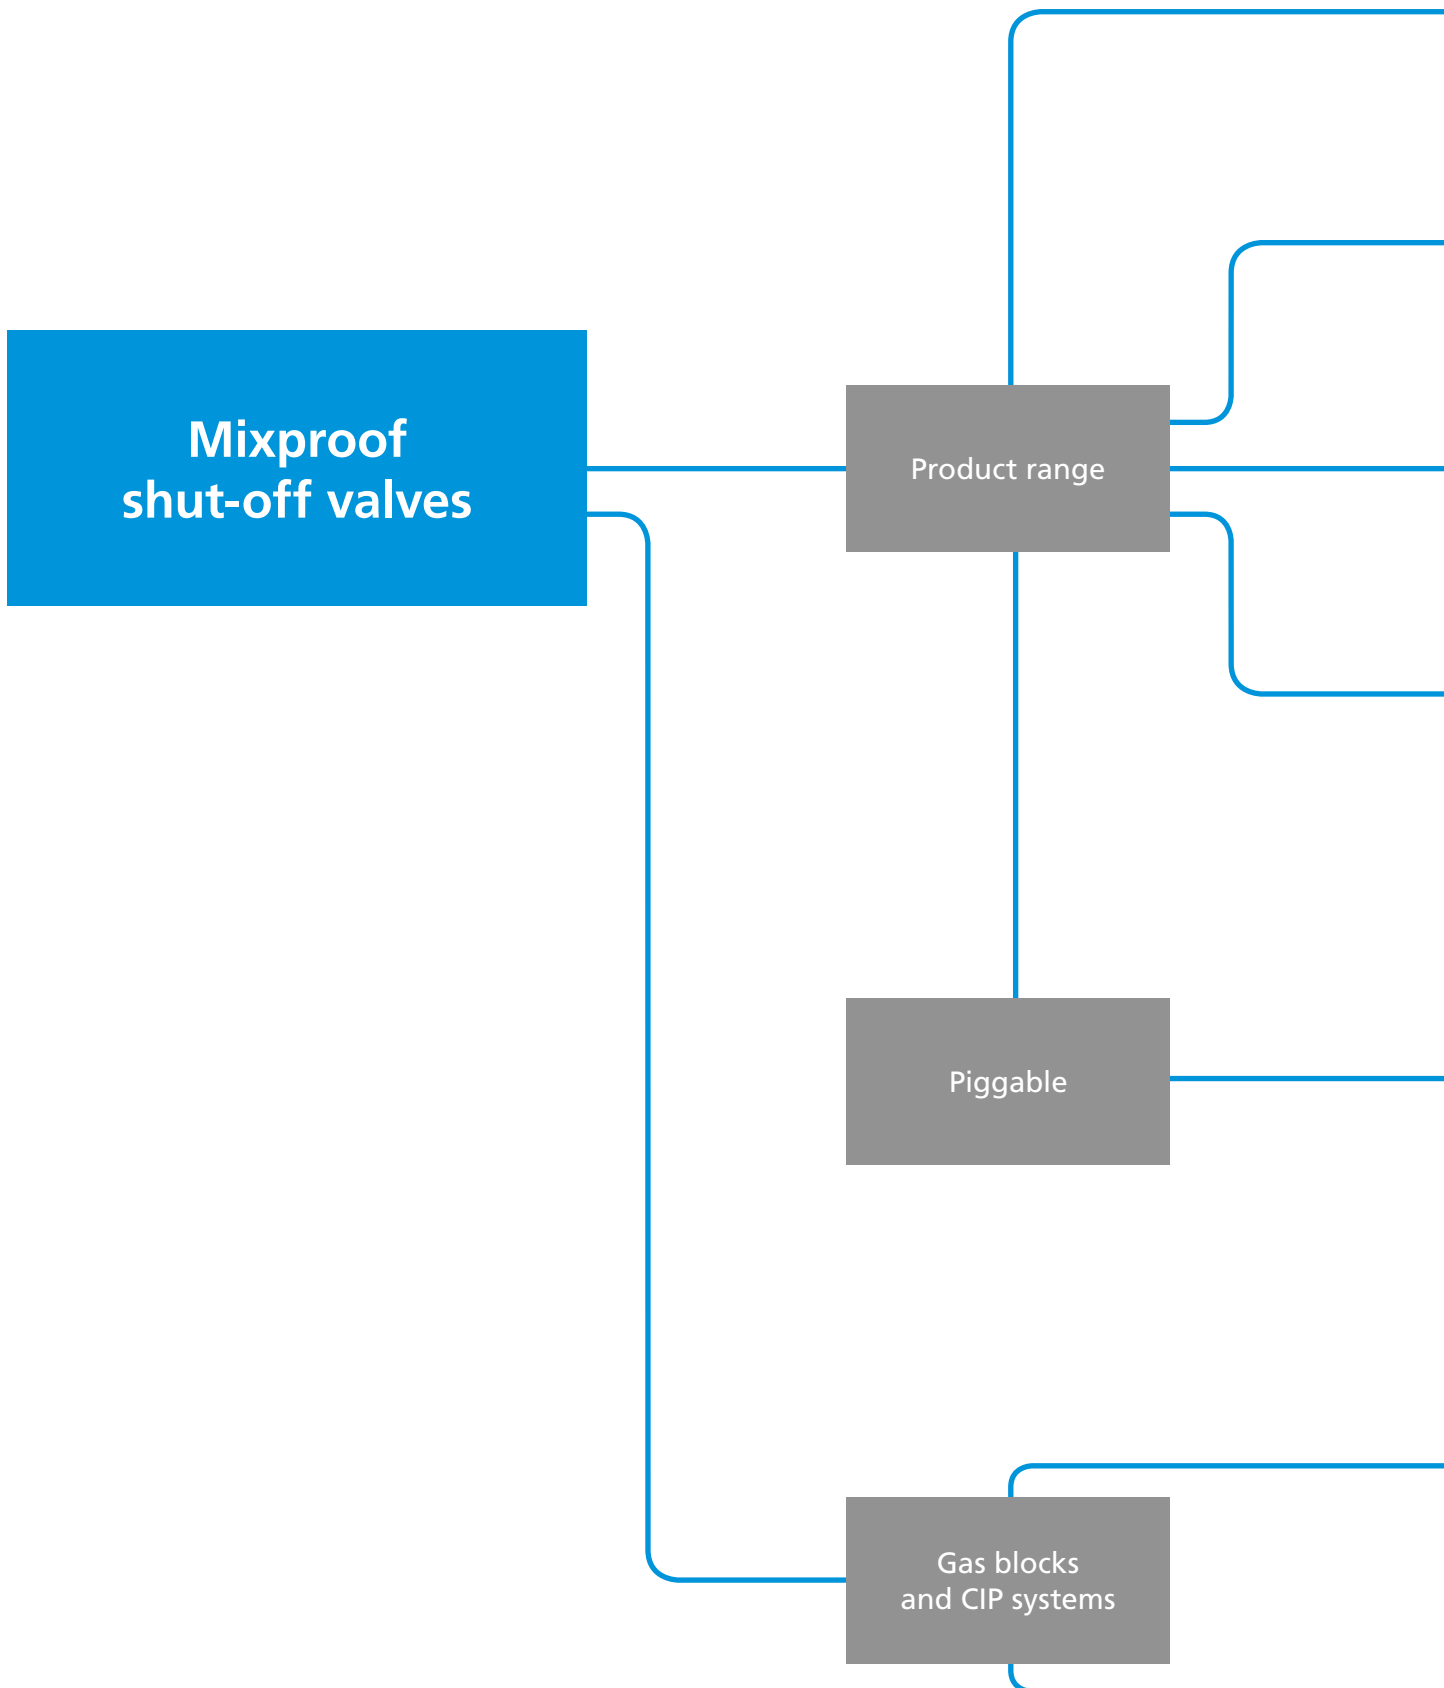 Mixproof
shut-off valves
Product range
Piggable
Gas blocks
and CIP systems